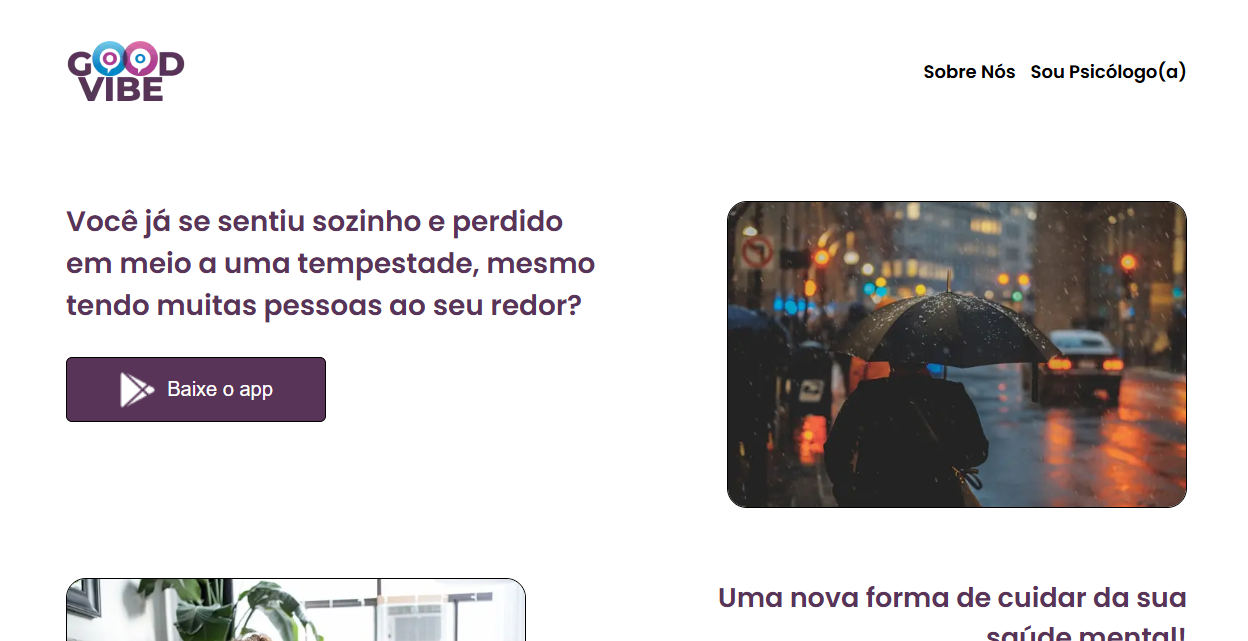 GOOD
VIBE
Sobre Nós Sou Psicólogo(a)
Você já se sentiu sozinho e perdido
em meio a uma tempestade, mesmo
tendo muitas pessoas ao seu redor?
Baixe o app
Uma nova forma de cuidar da sua
saúde mental!